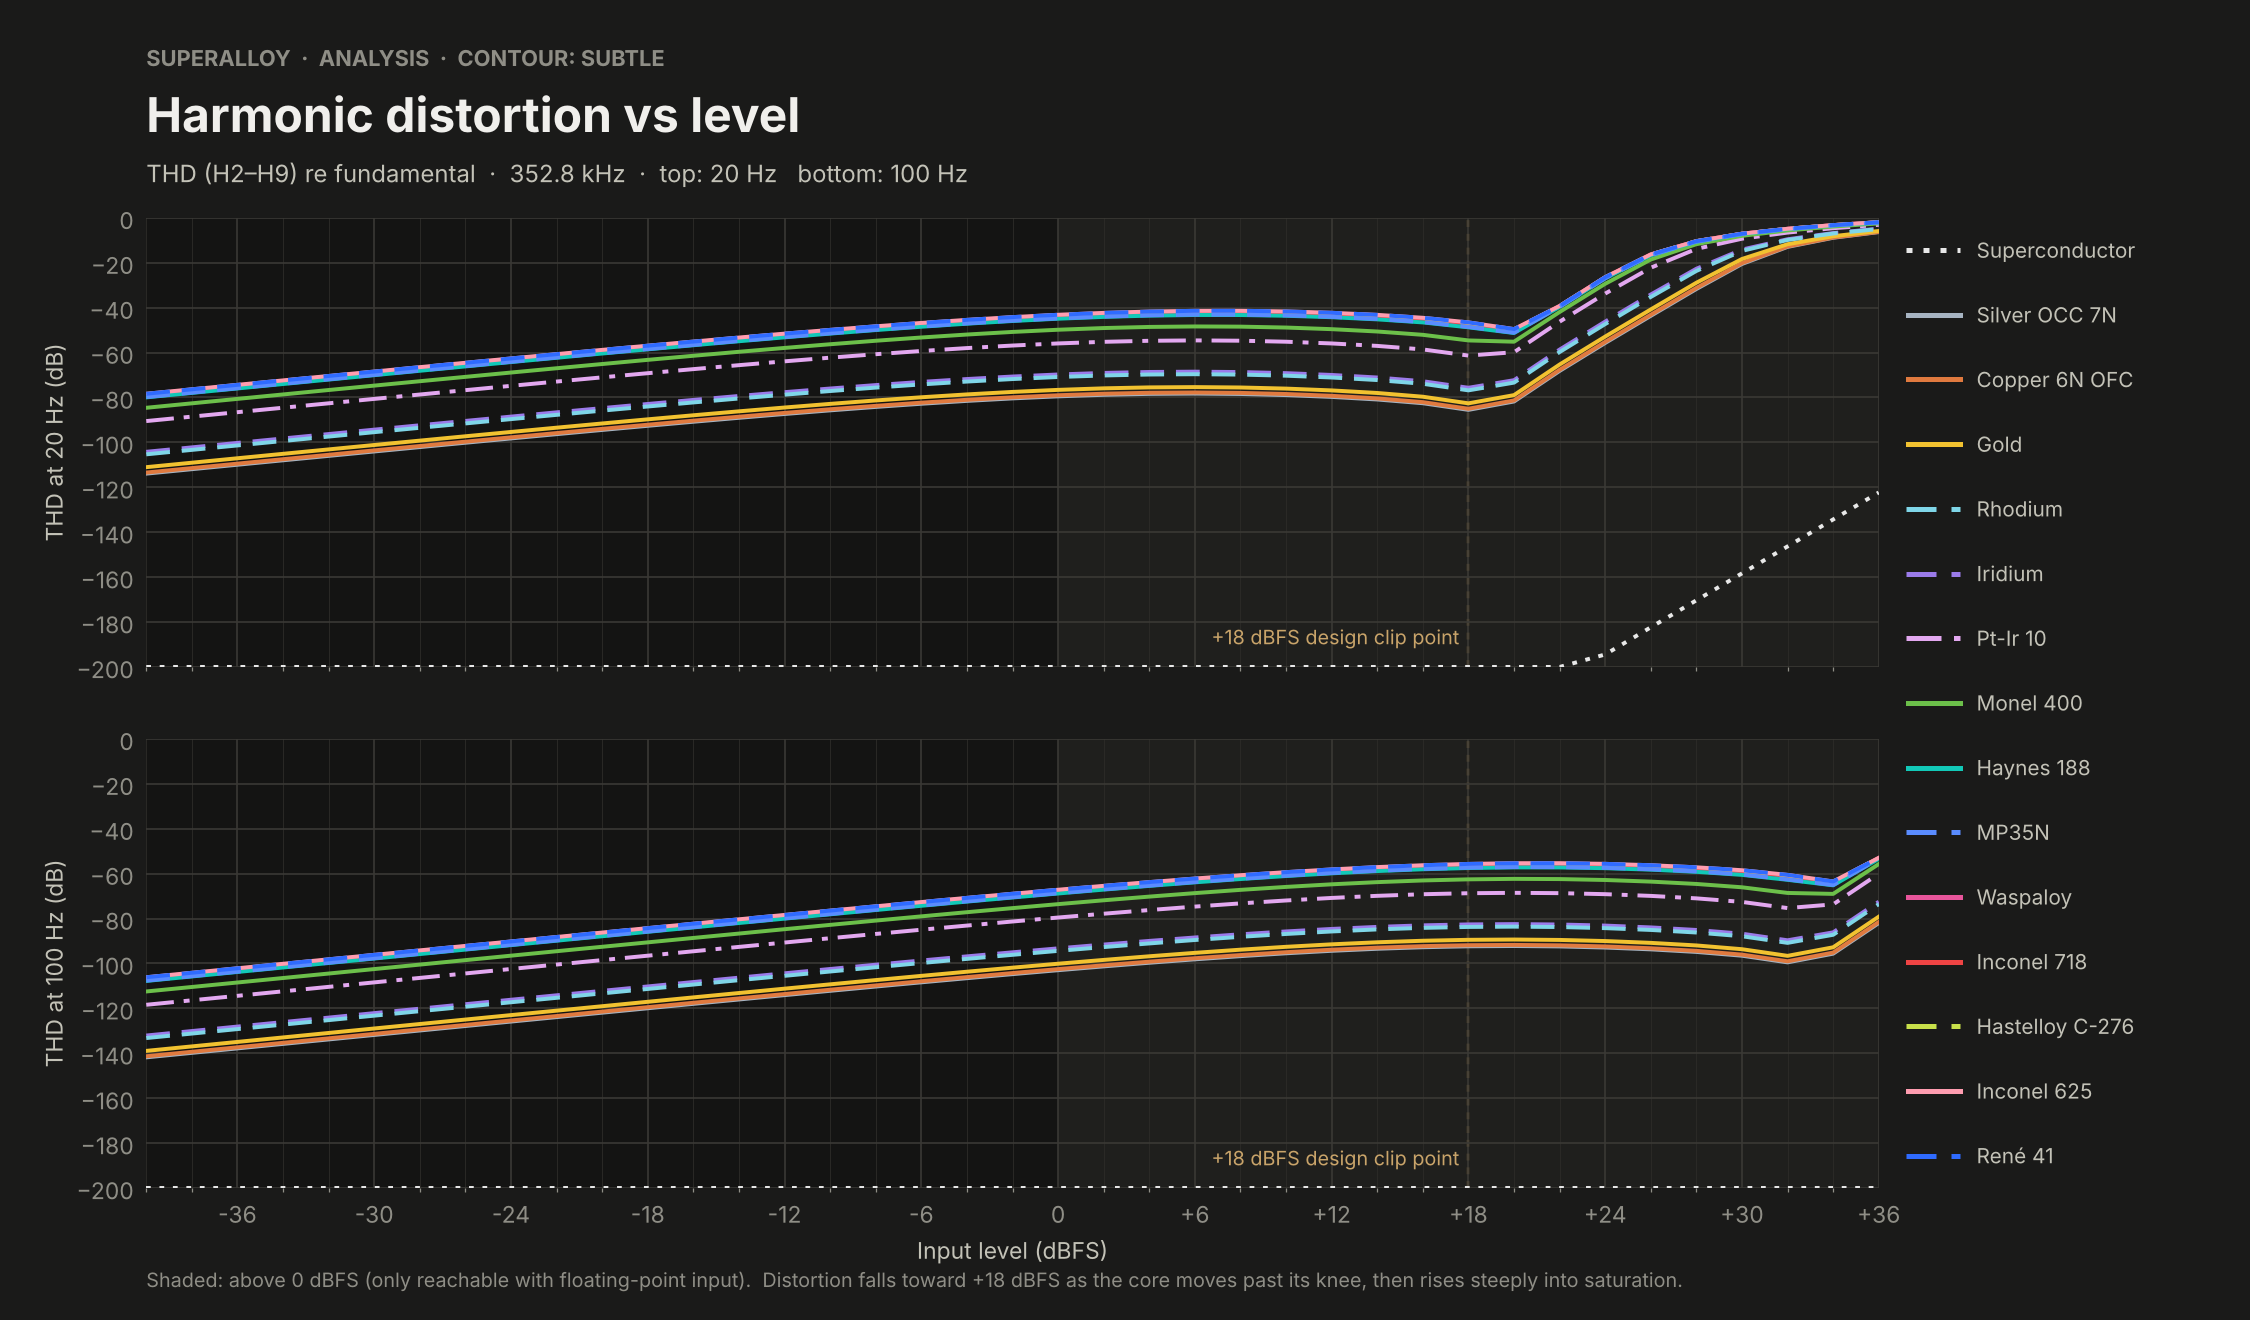 SUPERALLOY · ANALYSIS · CONTOUR: SUBTLE
Harmonic distortion vs level
THD (H2–H9) re fundamental · 352.8 kHz · top: 20 Hz bottom: 100 Hz
THD at 20 Hz (dB)
0
−20
−40
−60
−80
−100
−120
−140
−160
−180
−200
+18 dBFS design clip point
THD at 100 Hz (dB)
0
−20
−40
−60
−80
−100
−120
−140
−160
−180
−200
+18 dBFS design clip point
-36 -30 -24 -18 -12 -6 0 +6 +12 +18 +24 +30 +36
Input level (dBFS)
Superconductor
Silver OCC 7N
Copper 6N OFC
Gold
Rhodium
Iridium
Pt-Ir 10
Monel 400
Haynes 188
MP35N
Waspaloy
Inconel 718
Hastelloy C-276
Inconel 625
René 41
Shaded: above 0 dBFS (only reachable with floating-point input). Distortion falls toward +18 dBFS as the core moves past its knee, then rises steeply into saturation.